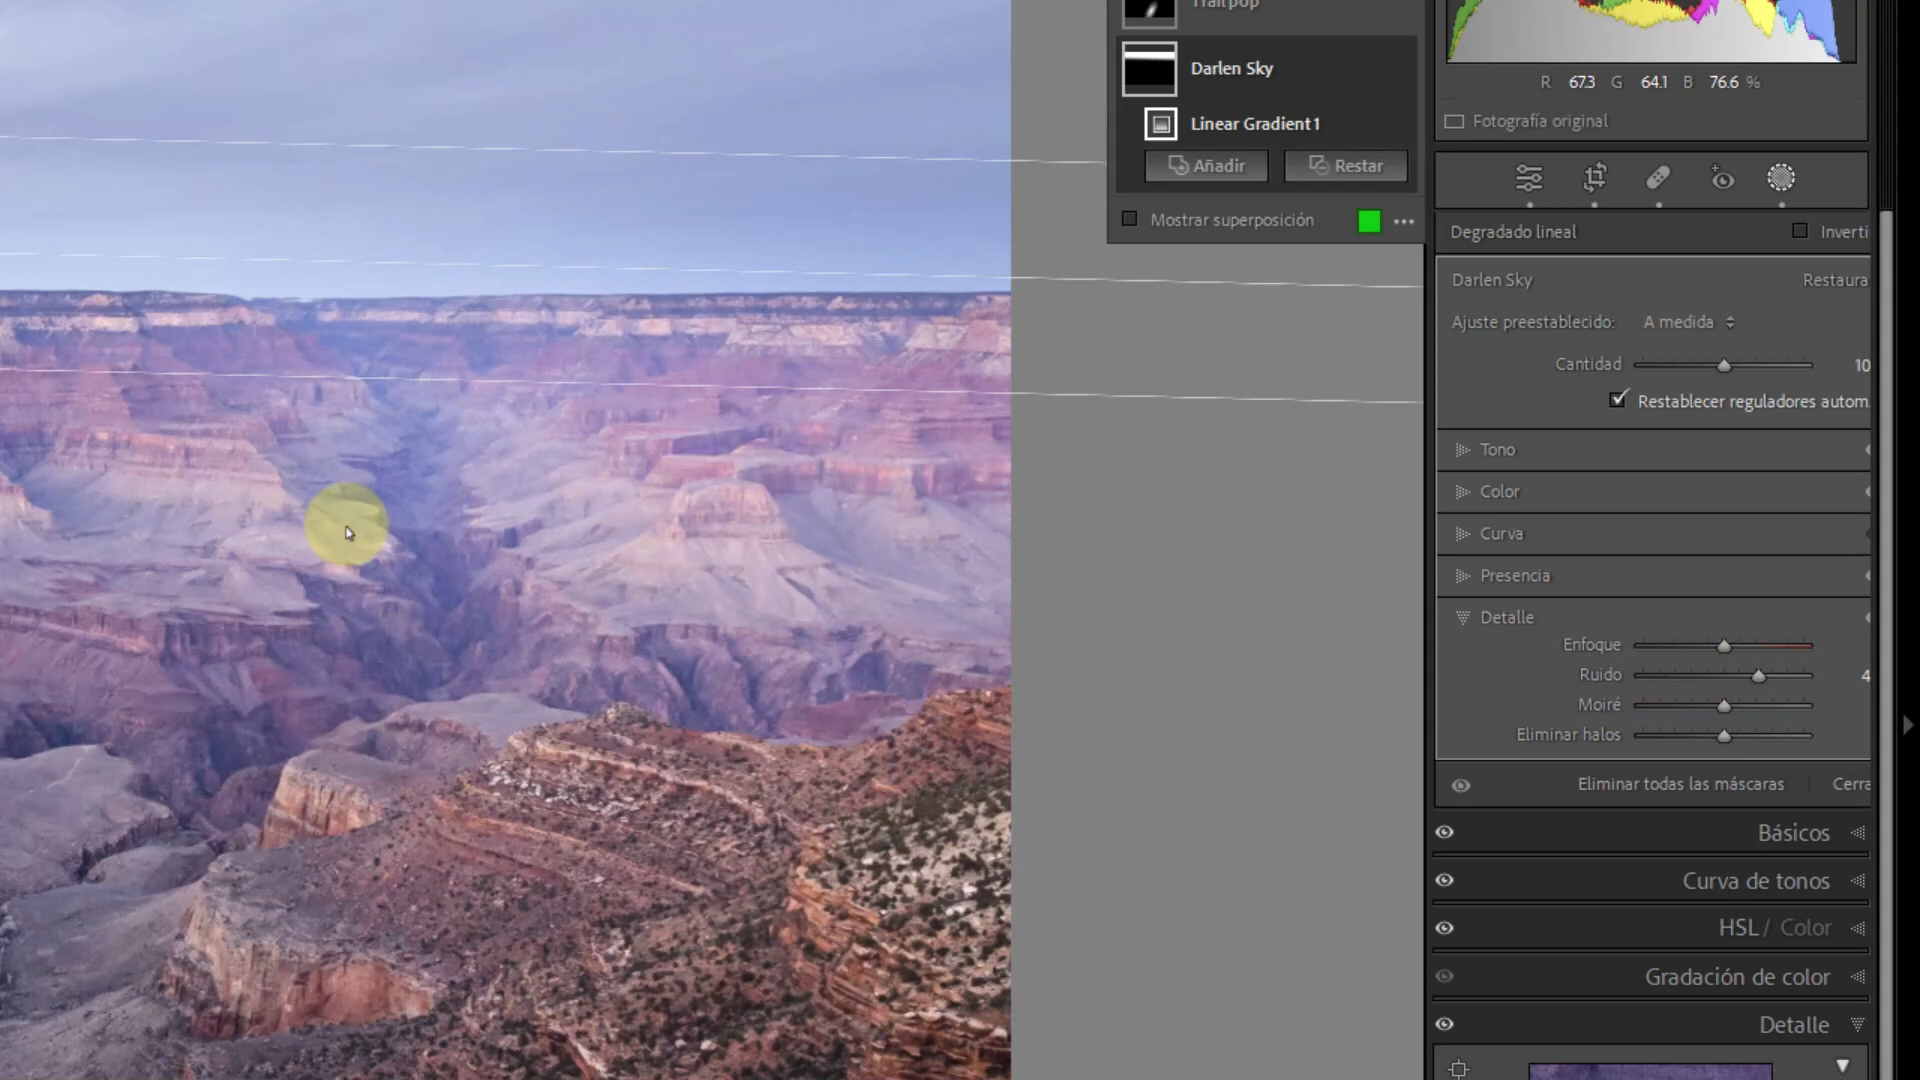 Trail pop
Darlen Sky
Linear Gradient 1
Añadir
Restar
Mostrar superposición
R 67.3 G 64.1 B 76.6 %
Fotografía original
Degradado lineal
Inverti
Darlen Sky
Restaura
Ajuste preestablecido: A medida
Cantidad
10
Restablecer reguladores autom.
Tono
Color
Curva
Presencia
Detalle
Enfoque
Ruido
4
Moiré
Eliminar halos
Eliminar todas las máscaras
Cerra
Básicos
Curva de tonos
HSL / Color
Gradación de color
Detalle